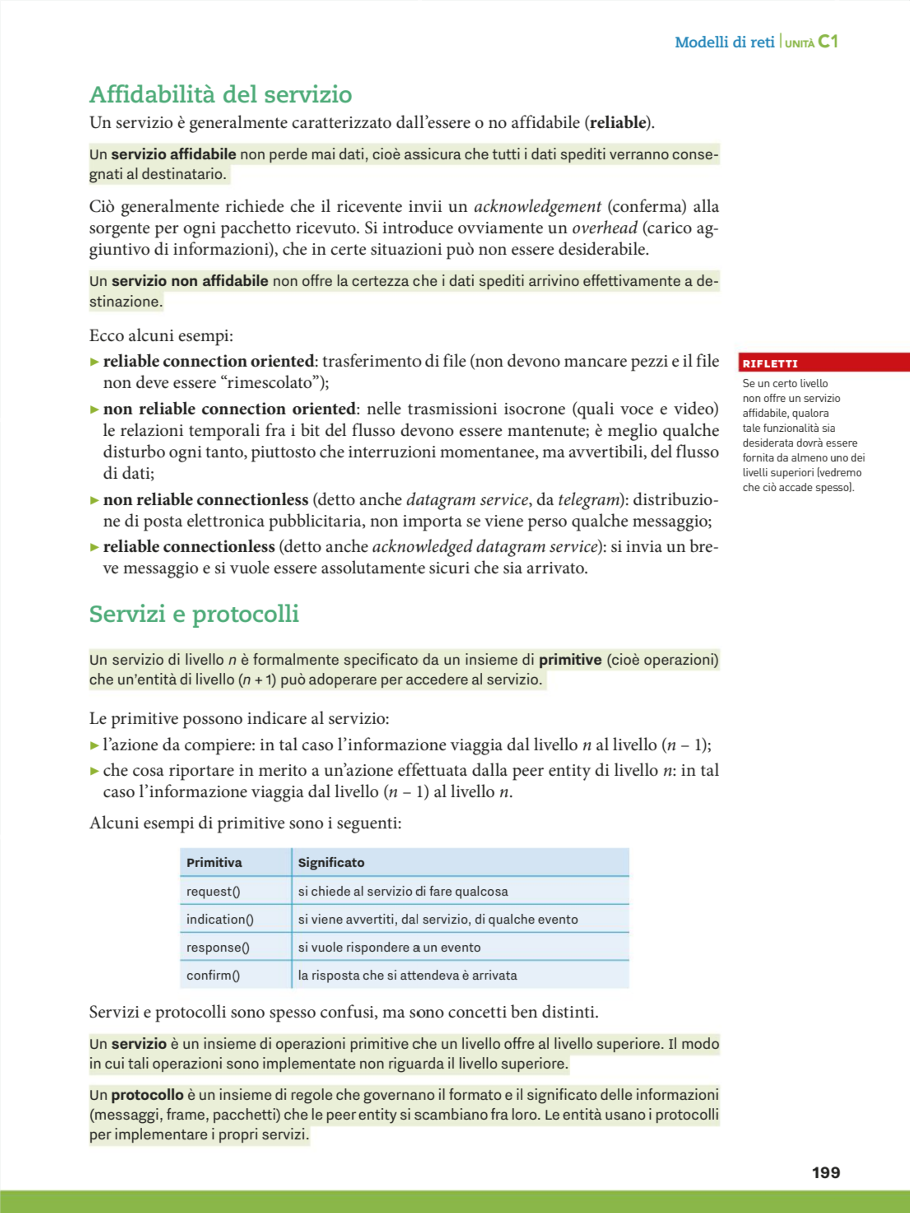 Modelli di reti | UNITÀ C1
Affidabilità del servizio
Un servizio è generalmente caratterizzato dall'essere o no affidabile (reliable).
Un servizio affidabile non perde mai dati, cioè assicura che tutti i dati spediti verranno conse-
gnati al destinatario.
Ciò generalmente richiede che il ricevente invii un acknowledgement (conferma) alla
sorgente per ogni pacchetto ricevuto. Si introduce ovviamente un overhead (carico ag-
giuntivo di informazioni), che in certe situazioni può non essere desiderabile.
Un servizio non affidabile non offre la certezza che i dati spediti arrivino effettivamente a de-
stinazione.
Ecco alcuni esempi:
▶ reliable connection oriented: trasferimento di file (non devono mancare pezzi e il file
non deve essere "rimescolato");
▶ non reliable connection oriented: nelle trasmissioni isocrone (quali voce e video)
le relazioni temporali fra i bit del flusso devono essere mantenute; è meglio qualche
disturbo ogni tanto, piuttosto che interruzioni momentanee, ma avvertibili, del flusso
di dati;
▶ non reliable connectionless (detto anche datagram service, da telegram): distribuzio-
ne di posta elettronica pubblicitaria, non importa se viene perso qualche messaggio;
▶ reliable connectionless (detto anche acknowledged datagram service): si invia un bre-
ve messaggio e si vuole essere assolutamente sicuri che sia arrivato.
RIFLETTI
Se un certo livello
non offre un servizio
affidabile, qualora
tale funzionalità sia
desiderata dovrà essere
fornita da almeno uno dei
livelli superiori (vedremo
che ciò accade spesso).
Servizi e protocolli
Un servizio di livello n è formalmente specificato da un insieme di primitive (cioè operazioni)
che un'entità di livello (n + 1) può adoperare per accedere al servizio.
Le primitive possono indicare al servizio:
▶ l'azione da compiere: in tal caso l'informazione viaggia dal livello n al livello (n – 1);
▶ che cosa riportare in merito a un'azione effettuata dalla peer entity di livello n: in tal
caso l'informazione viaggia dal livello (n – 1) al livello n.
Alcuni esempi di primitive sono i seguenti:
Primitiva Significato
request() si chiede al servizio di fare qualcosa
indication() si viene avvertiti, dal servizio, di qualche evento
response() si vuole rispondere a un evento
confirm() la risposta che si attendeva è arrivata
Servizi e protocolli sono spesso confusi, ma sono concetti ben distinti.
Un servizio è un insieme di operazioni primitive che un livello offre al livello superiore. Il modo
in cui tali operazioni sono implementate non riguarda il livello superiore.
Un protocollo è un insieme di regole che governano il formato e il significato delle informazioni
(messaggi, frame, pacchetti) che le peer entity si scambiano fra loro. Le entità usano i protocolli
per implementare i propri servizi.
199